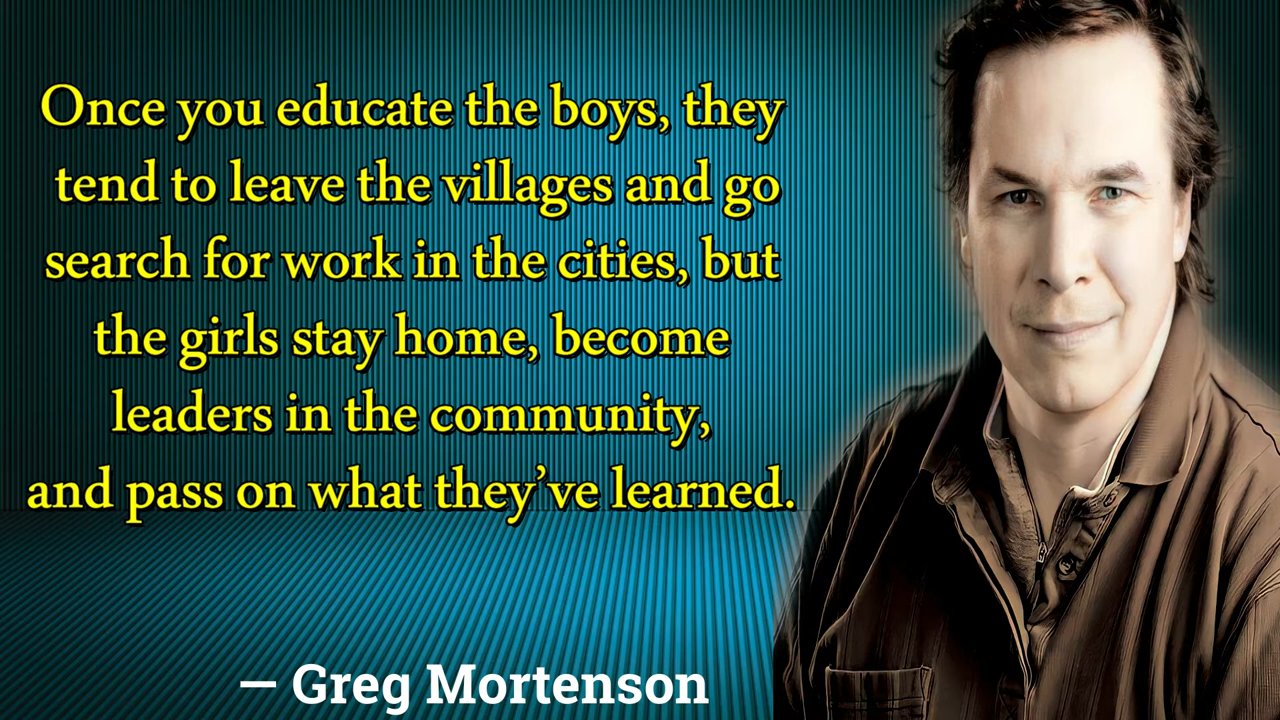 Once you educate the boys, they
tend to leave the villages and go
search for work in the cities, but
the girls stay home, become
leaders in the community,
and pass on what they’ve learned.
— Greg Mortenson